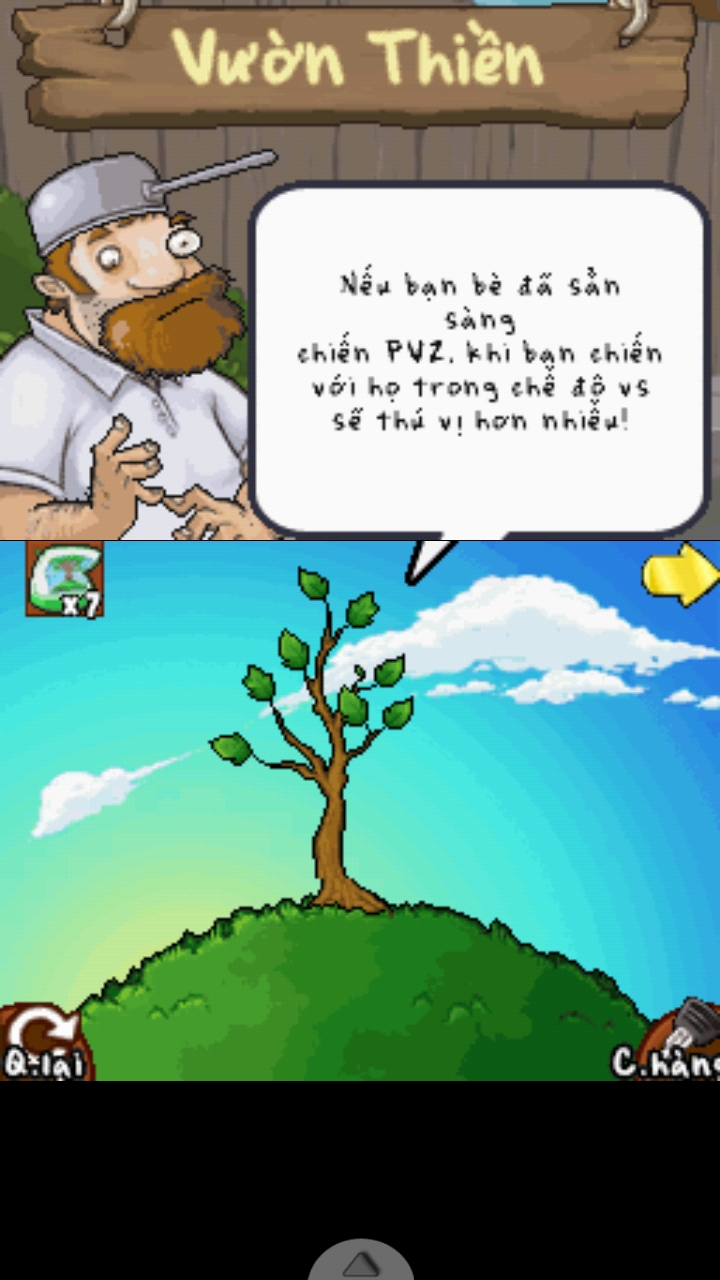 Vườn Thiền
Nếu bạn bè đã sẵn
sàng
chiến PVZ, khi bạn chiến
với họ trong chế độ vs
sẽ thú vị hơn nhiều!
x7
Q.lại
C.hàng